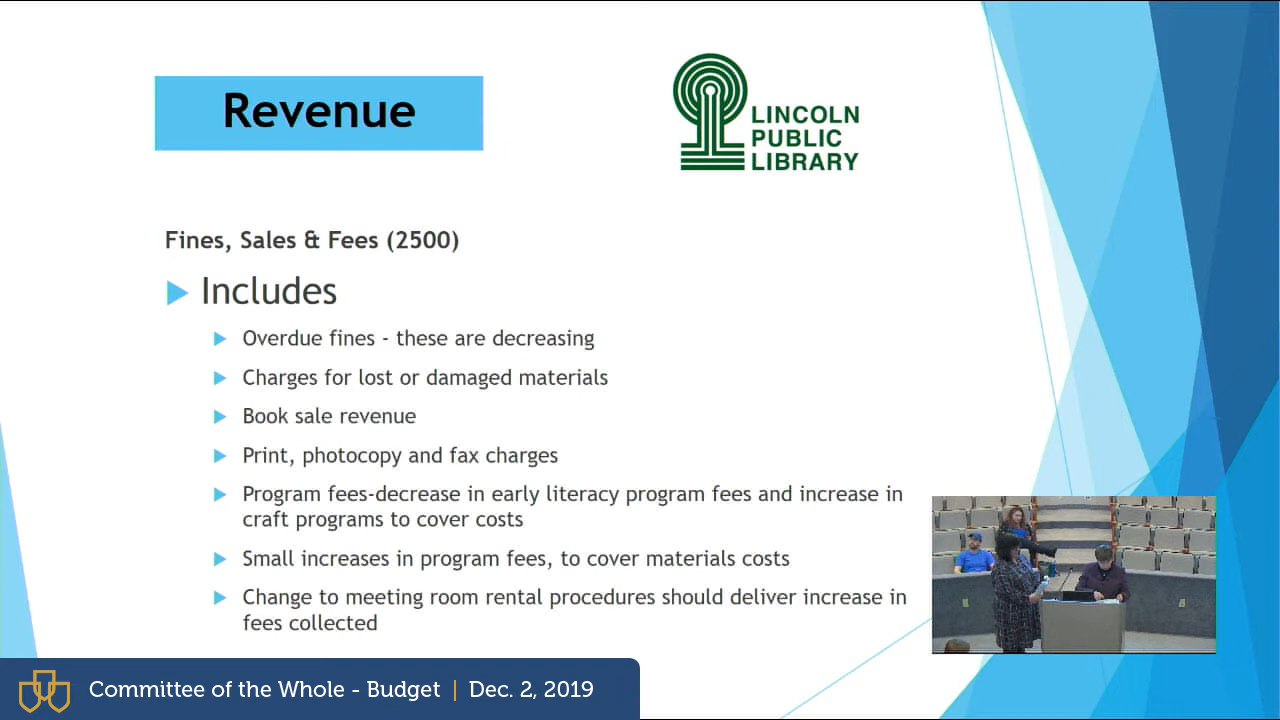 Revenue
LINCOLN
PUBLIC
LIBRARY
Fines, Sales & Fees (2500)
Includes
Overdue fines - these are decreasing
Charges for lost or damaged materials
Book sale revenue
Print, photocopy and fax charges
Program fees-decrease in early literacy program fees and increase in
craft programs to cover costs
Small increases in program fees, to cover materials costs
Change to meeting room rental procedures should deliver increase in
fees collected
Committee of the Whole - Budget | Dec. 2, 2019